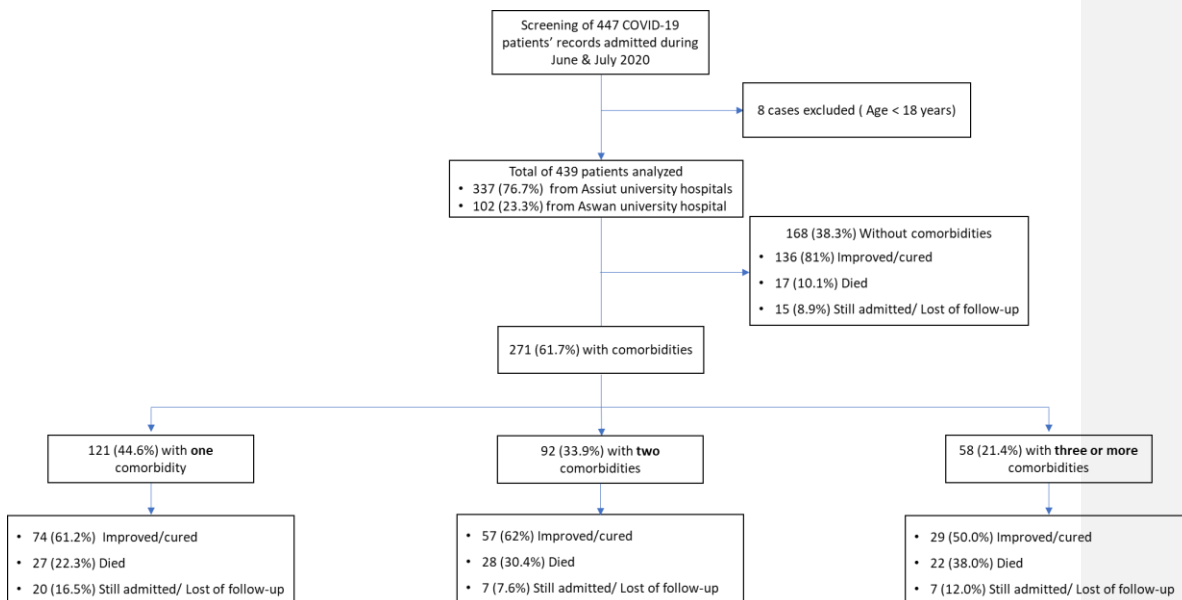 Screening of 447 COVID-19
patients’ records admitted during
June & July 2020
8 cases excluded ( Age < 18 years)
Total of 439 patients analyzed
• 337 (76.7%) from Assiut university hospitals
• 102 (23.3%) from Aswan university hospital
168 (38.3%) Without comorbidities
• 136 (81%) Improved/cured
• 17 (10.1%) Died
• 15 (8.9%) Still admitted/ Lost of follow-up
271 (61.7%) with comorbidities
121 (44.6%) with one
comorbidity
92 (33.9%) with two
comorbidities
58 (21.4%) with three or more
comorbidities
• 74 (61.2%) Improved/cured
• 27 (22.3%) Died
• 20 (16.5%) Still admitted/ Lost of follow-up
• 57 (62%) Improved/cured
• 28 (30.4%) Died
• 7 (7.6%) Still admitted/ Lost of follow-up
• 29 (50.0%) Improved/cured
• 22 (38.0%) Died
• 7 (12.0%) Still admitted/ Lost of follow-up